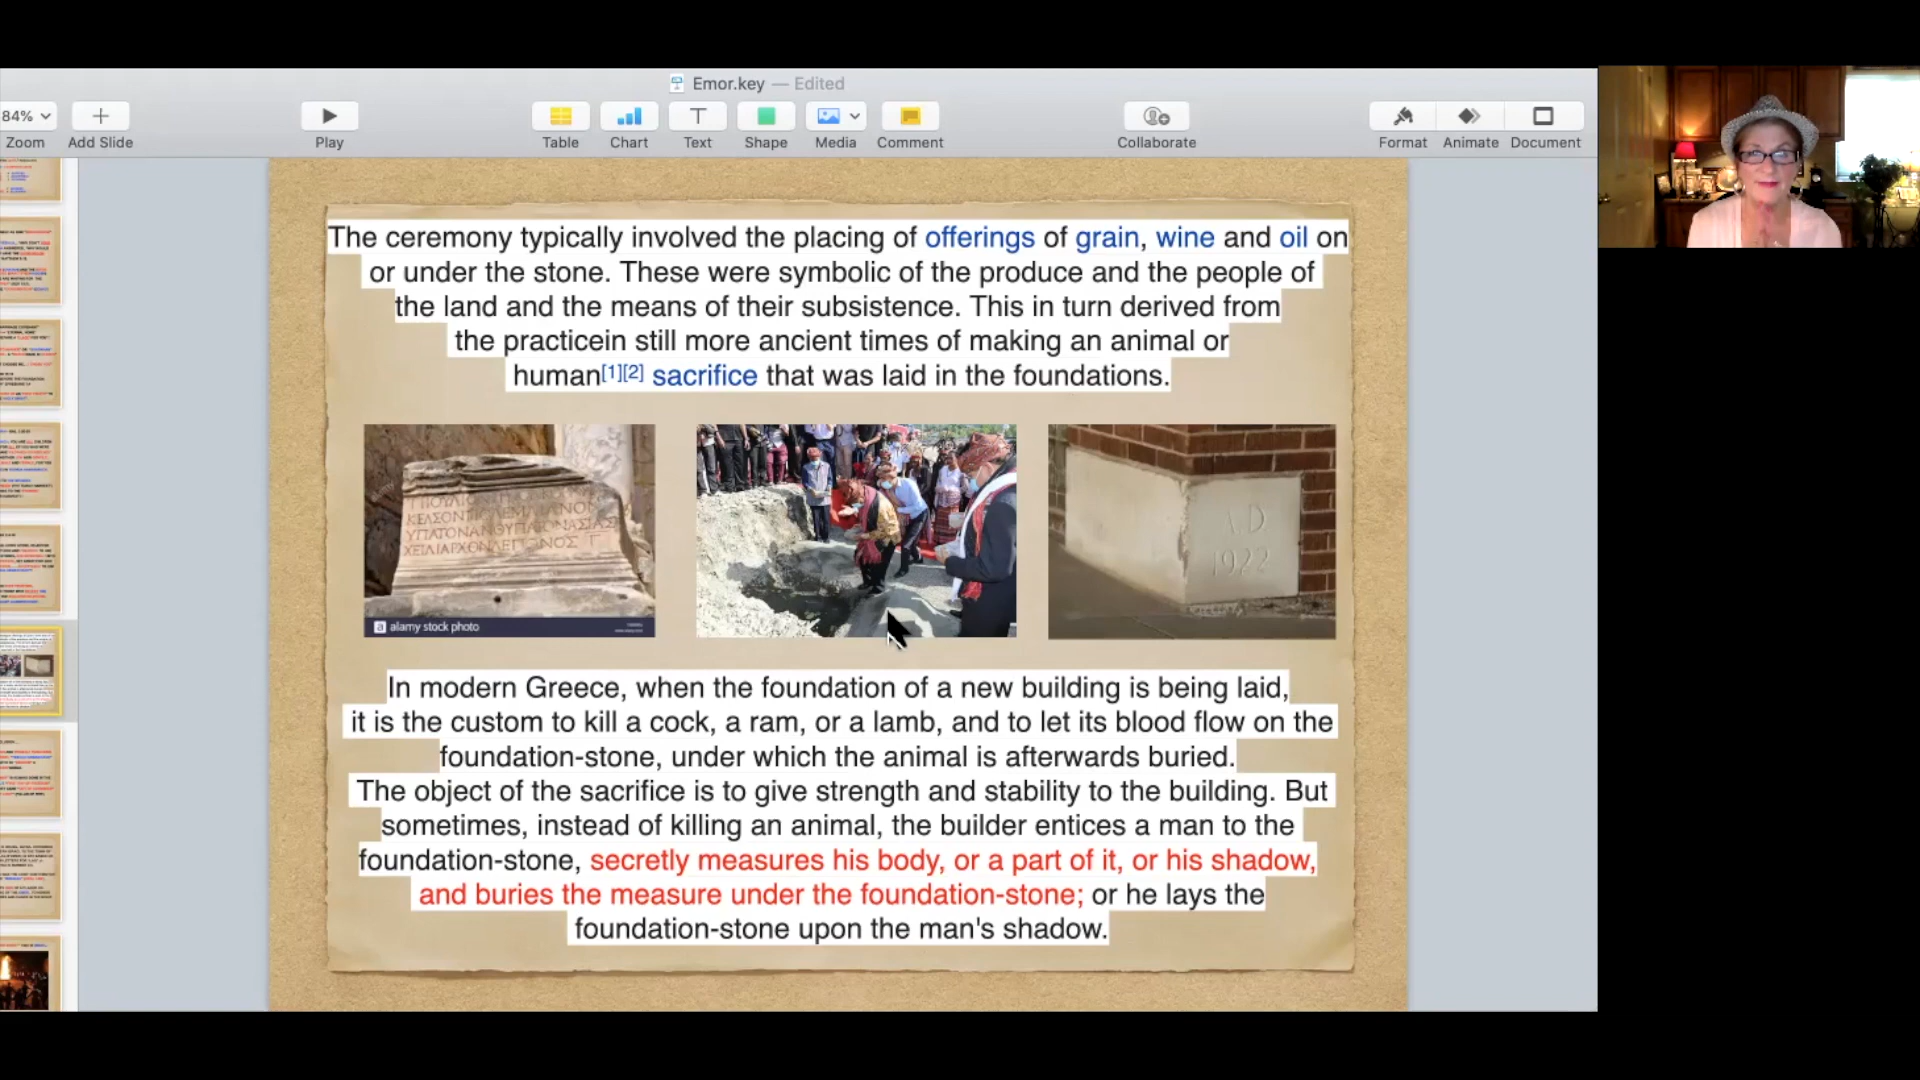 Emor.key — Edited
84%
Zoom
Add Slide
Play
Table
Chart
Text
Shape
Media
Comment
Collaborate
Format
Animate
Document
The ceremony typically involved the placing of offerings of grain, wine and oil on
or under the stone. These were symbolic of the produce and the people of
the land and the means of their subsistence. This in turn derived from
the practicein still more ancient times of making an animal or
human[1][2] sacrifice that was laid in the foundations.
ΚΕΛΣΟΝΤΙ
ΥΠΑΤΟΝΑΝΘΥΠΑΤΟΝΑΣΙΑΣ
ΧΕΙΛΙΑΡΧΟΝΛΕΓΙΩΝΟΣ Γ
a alamy stock photo
A.D.
1922
In modern Greece, when the foundation of a new building is being laid,
it is the custom to kill a cock, a ram, or a lamb, and to let its blood flow on the
foundation-stone, under which the animal is afterwards buried.
The object of the sacrifice is to give strength and stability to the building. But
sometimes, instead of killing an animal, the builder entices a man to the
foundation-stone, secretly measures his body, or a part of it, or his shadow,
and buries the measure under the foundation-stone; or he lays the
foundation-stone upon the man's shadow.